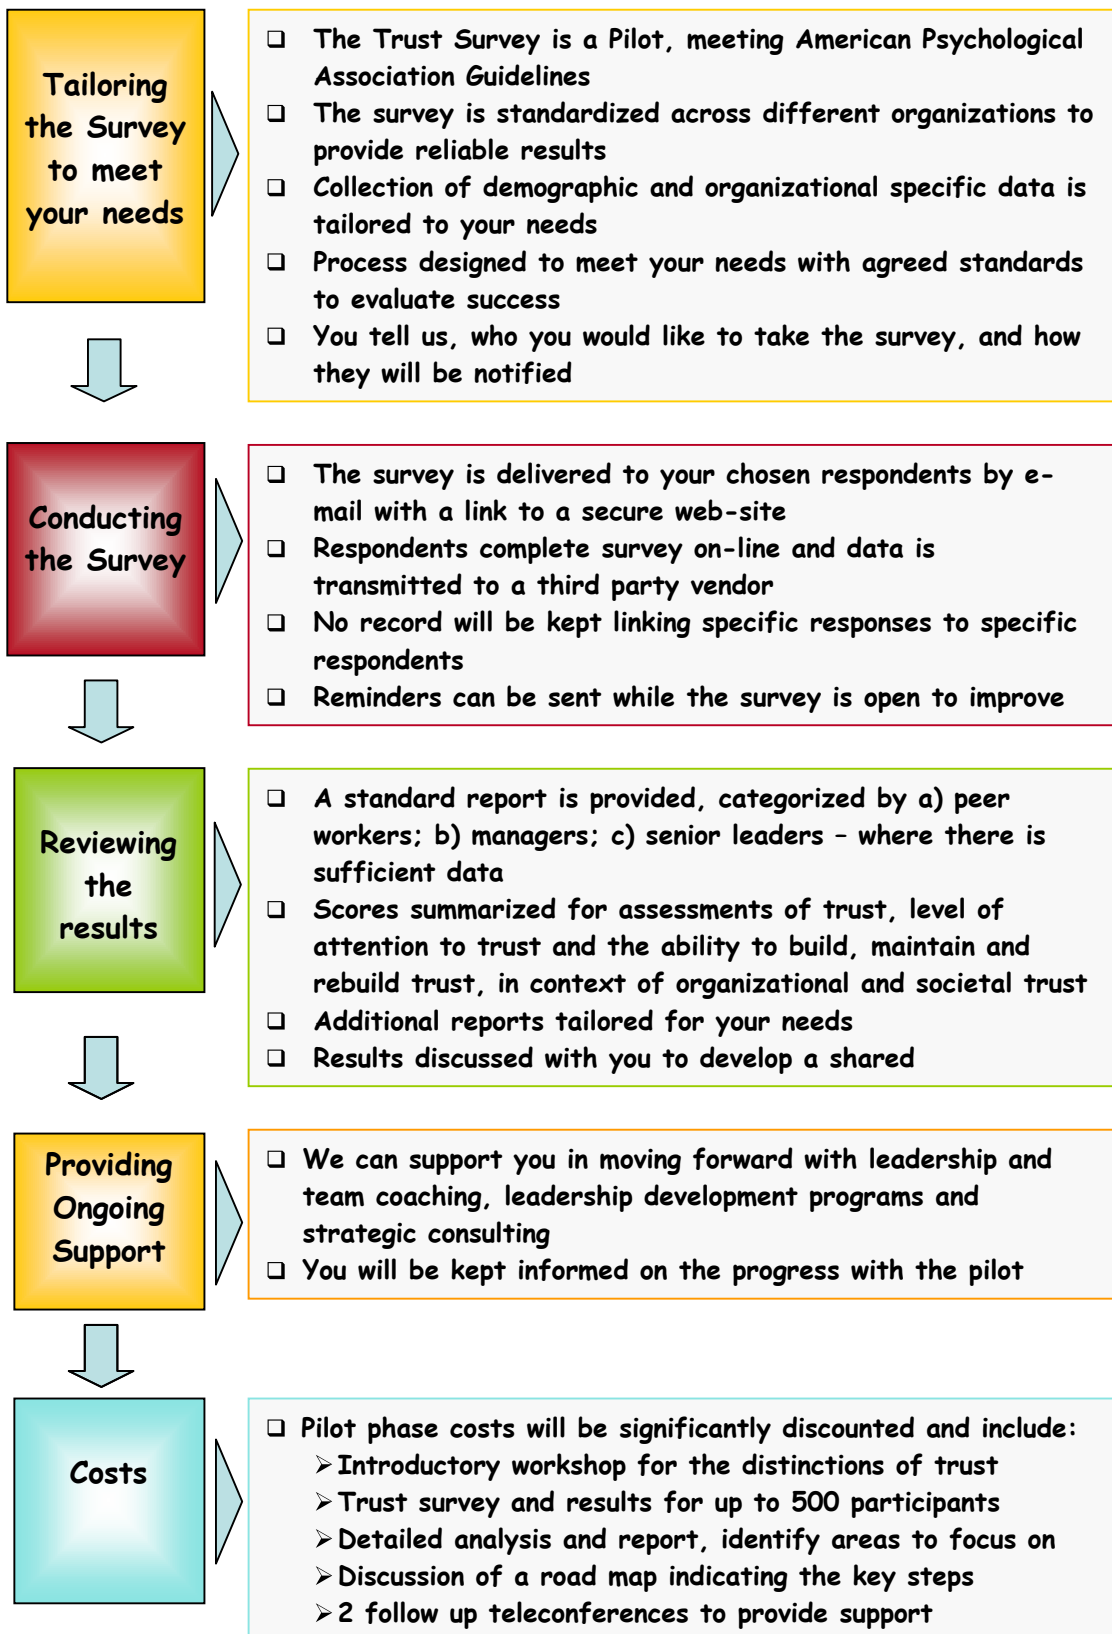 Tailoring
the Survey
to meet
your needs
❑ The Trust Survey is a Pilot, meeting American Psychological
Association Guidelines
❑ The survey is standardized across different organizations to
provide reliable results
❑ Collection of demographic and organizational specific data is
tailored to your needs
❑ Process designed to meet your needs with agreed standards
to evaluate success
❑ You tell us, who you would like to take the survey, and how
they will be notified
Conducting
the Survey
❑ The survey is delivered to your chosen respondents by e-
mail with a link to a secure web-site
❑ Respondents complete survey on-line and data is
transmitted to a third party vendor
❑ No record will be kept linking specific responses to specific
respondents
❑ Reminders can be sent while the survey is open to improve
Reviewing
the
results
❑ A standard report is provided, categorized by a) peer
workers; b) managers; c) senior leaders – where there is
sufficient data
❑ Scores summarized for assessments of trust, level of
attention to trust and the ability to build, maintain and
rebuild trust, in context of organizational and societal trust
❑ Additional reports tailored for your needs
❑ Results discussed with you to develop a shared
Providing
Ongoing
Support
❑ We can support you in moving forward with leadership and
team coaching, leadership development programs and
strategic consulting
❑ You will be kept informed on the progress with the pilot
Costs
❑ Pilot phase costs will be significantly discounted and include:
➢ Introductory workshop for the distinctions of trust
➢ Trust survey and results for up to 500 participants
➢ Detailed analysis and report, identify areas to focus on
➢ Discussion of a road map indicating the key steps
➢ 2 follow up teleconferences to provide support